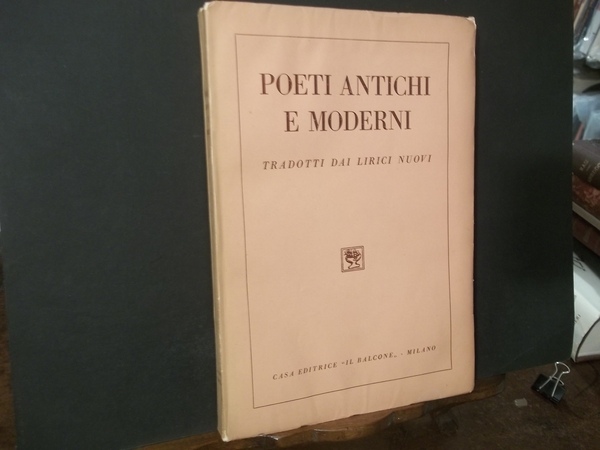 POETI ANTICHI
E MODERNI
TRADOTTI DAI LIRICI NUOVI
CASA EDITRICE "IL BALCONE„ - MILANO